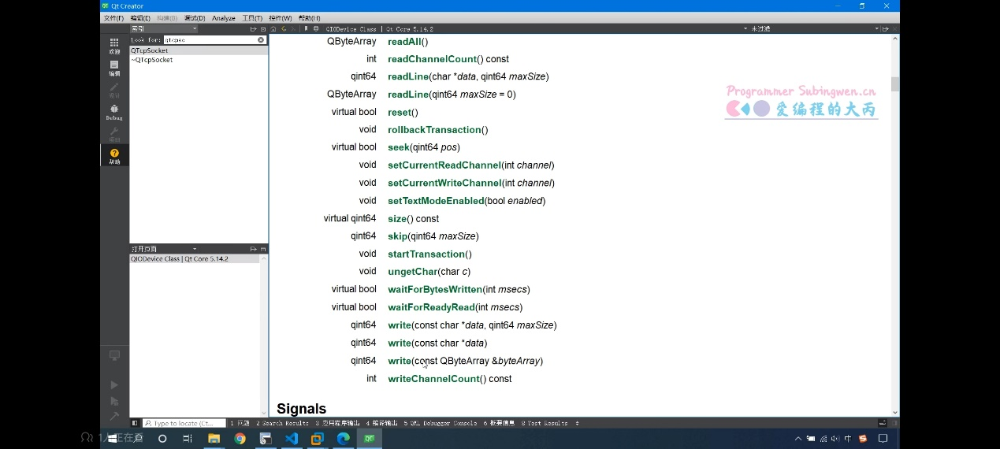 Qt Creator
文件(F) 编辑(E) 构建(B) 调试(D) Analyze 工具(T) 控件(W) 帮助(H)
索引
QIODevice Class | Qt Core 5.14.2
未过滤
Look for: qtcpso
QTcpSocket
~QTcpSocket
欢迎
编辑
设计
Debug
项目
帮助
QByteArray readAll()
int readChannelCount() const
qint64 readLine(char *data, qint64 maxSize)
QByteArray readLine(qint64 maxSize = 0)
virtual bool reset()
void rollbackTransaction()
virtual bool seek(qint64 pos)
void setCurrentReadChannel(int channel)
void setCurrentWriteChannel(int channel)
void setTextModeEnabled(bool enabled)
virtual qint64 size() const
qint64 skip(qint64 maxSize)
void startTransaction()
void ungetChar(char c)
virtual bool waitForBytesWritten(int msecs)
virtual bool waitForReadyRead(int msecs)
qint64 write(const char *data, qint64 maxSize)
qint64 write(const char *data)
qint64 write(const QByteArray &byteArray)
int writeChannelCount() const
Signals
Programmer Subingwen.cn
爱编程的大丙
打开页面
QIODevice Class | Qt Core 5.14.2
Type to locate (Ct...
1 问题 2 Search Results 3 应用程序输出 4 编译输出 5 QML Debugger Console 6 概要信息 8 Test Results
1人正在看
中